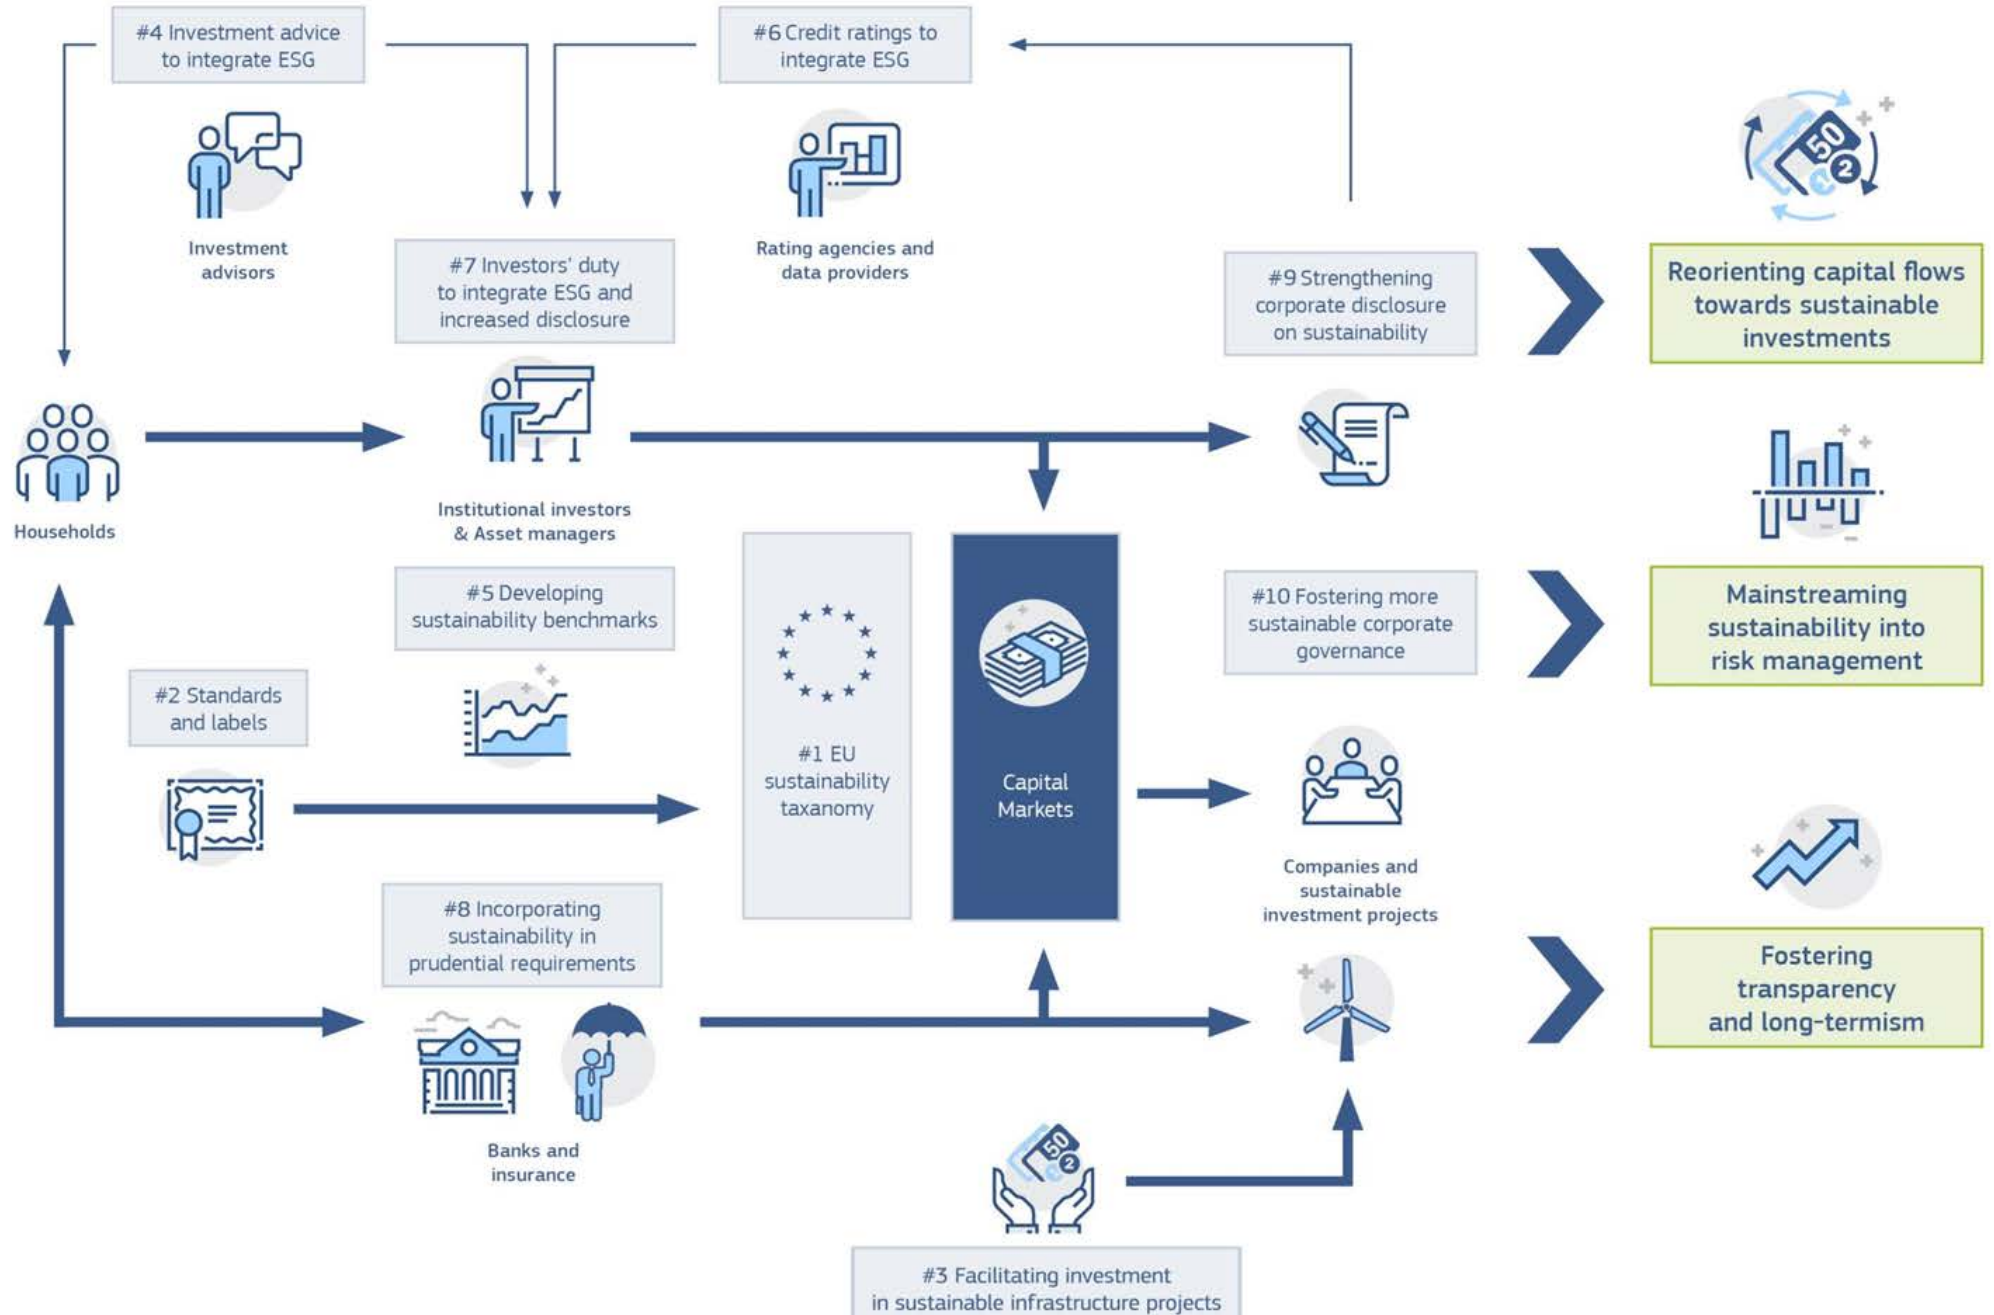 #4 Investment advice
to integrate ESG
Investment
advisors
#6 Credit ratings to
integrate ESG
Rating agencies and
data providers
#7 Investors' duty
to integrate ESG and
increased disclosure
Institutional investors
& Asset managers
Households
#9 Strengthening
corporate disclosure
on sustainability
50
2
Reorienting capital flows
towards sustainable
investments
#5 Developing
sustainability benchmarks
#2 Standards
and labels
#1 EU
sustainability
taxanomy
Capital
Markets
#10 Fostering more
sustainable corporate
governance
Mainstreaming
sustainability into
risk management
Companies and
sustainable
investment projects
#8 Incorporating
sustainability in
prudential requirements
Banks and
insurance
Fostering
transparency
and long-termism
50
2
#3 Facilitating investment
in sustainable infrastructure projects